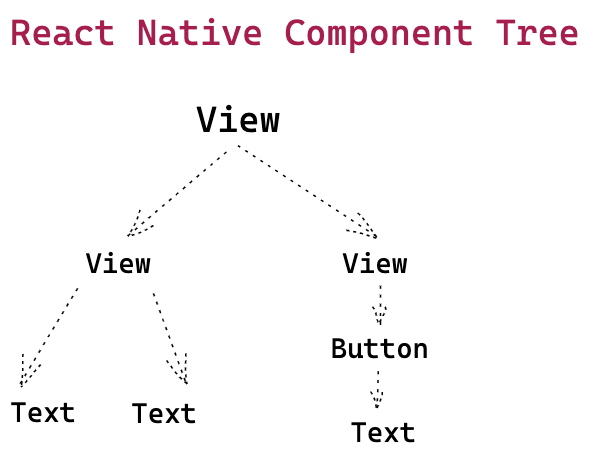 React Native Component Tree
View
View View
Button
Text Text
Text